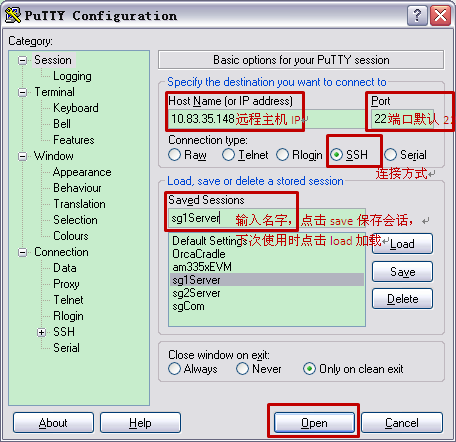 PuTTY Configuration
Category:
Session
Logging
Terminal
Keyboard
Bell
Features
Window
Appearance
Behaviour
Translation
Selection
Colours
Connection
Data
Proxy
Telnet
Rlogin
SSH
Serial
Basic options for your PuTTY session
Specify the destination you want to connect to
Host Name (or IP address) Port
10.83.35.148远程主机 IP 22端口默认 22
Connection type:
Raw Telnet Rlogin SSH Serial
连接方式
Load, save or delete a stored session
Saved Sessions
sg1Server 输入名字，点击 save 保存会话，
下次使用时点击 load 加载
Default Settings
OrcaCradle
am335xEVM
sg1Server
sg2Server
sgCom
Load
Save
Delete
Close window on exit:
Always Never Only on clean exit
About Help Open Cancel